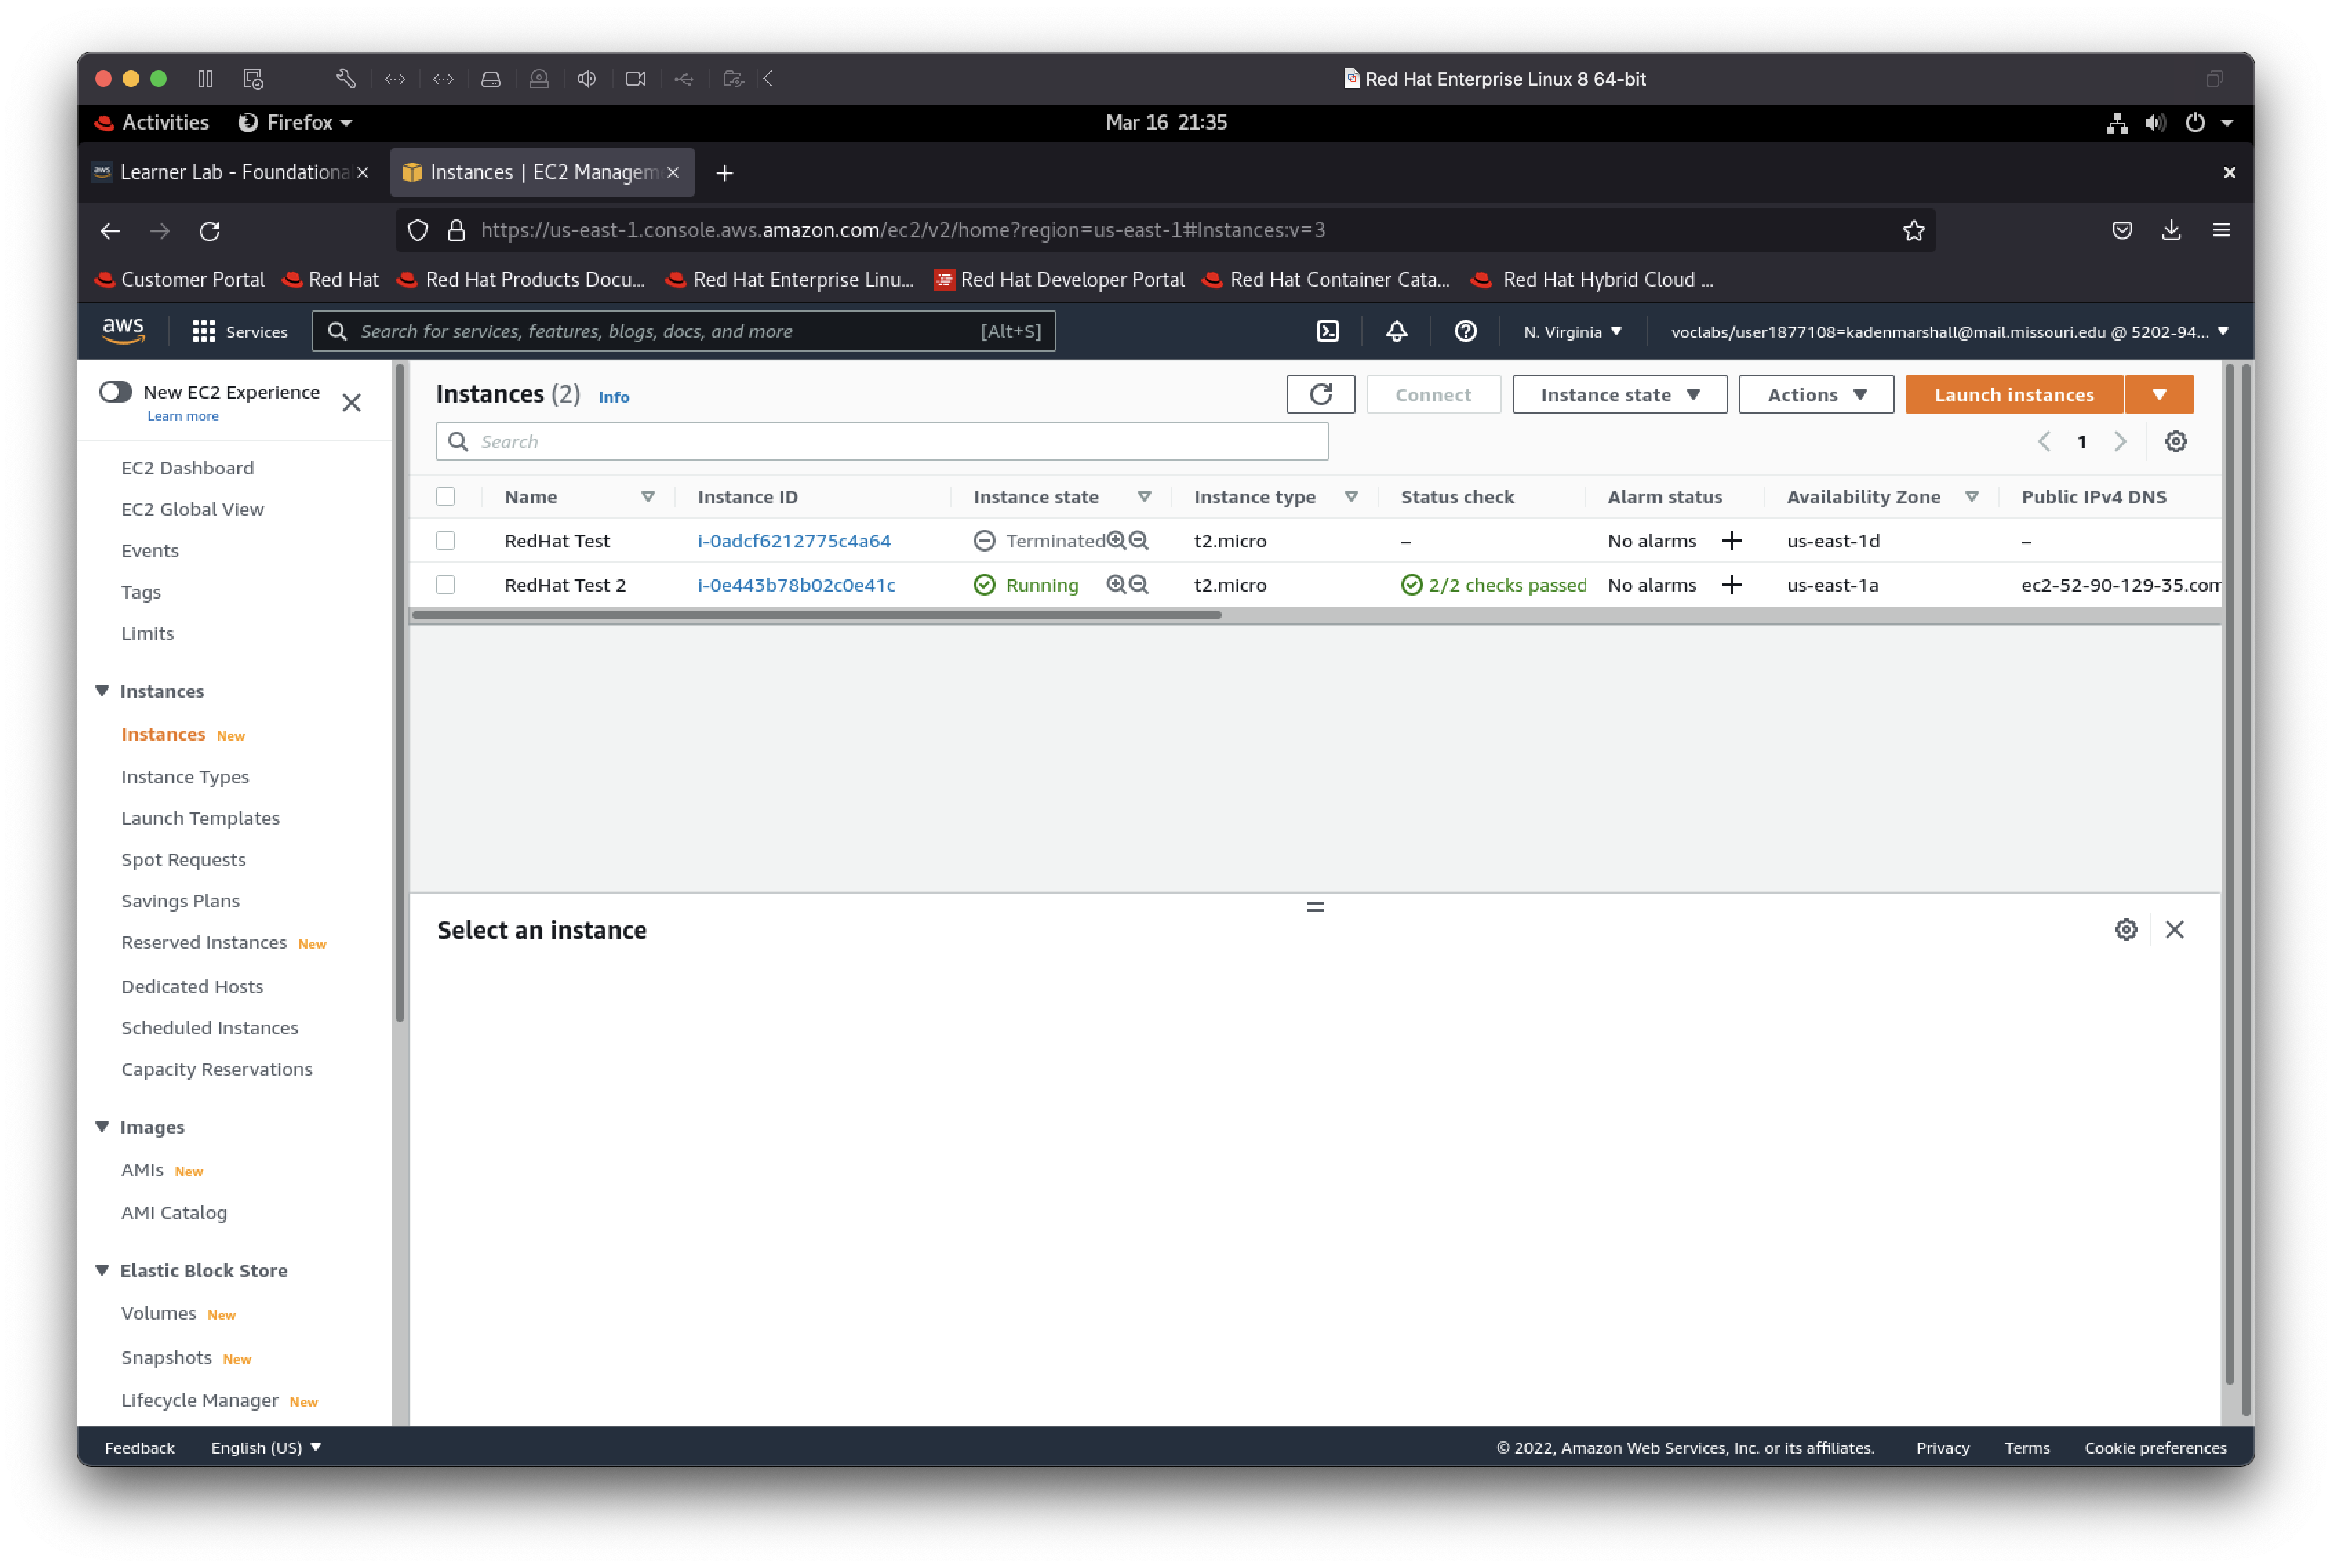 Red Hat Enterprise Linux 8 64-bit
Activities Firefox Mar 16 21:35
Learner Lab - Foundationa Instances | EC2 Managem
https://us-east-1.console.aws.amazon.com/ec2/v2/home?region=us-east-1#Instances:v=3
Customer Portal Red Hat Red Hat Products Docu... Red Hat Enterprise Linu... Red Hat Developer Portal Red Hat Container Cata... Red Hat Hybrid Cloud ...
aws Services Search for services, features, blogs, docs, and more [Alt+S] N. Virginia voclabs/user1877108=kadenmarshall@mail.missouri.edu @ 5202-94...
New EC2 Experience
Learn more
EC2 Dashboard
EC2 Global View
Events
Tags
Limits
Instances
Instances New
Instance Types
Launch Templates
Spot Requests
Savings Plans
Reserved Instances New
Dedicated Hosts
Scheduled Instances
Capacity Reservations
Images
AMIs New
AMI Catalog
Elastic Block Store
Volumes New
Snapshots New
Lifecycle Manager New
Instances (2) Info Connect Instance state Actions Launch instances
Search 1
Name Instance ID Instance state Instance type Status check Alarm status Availability Zone Public IPv4 DNS
RedHat Test i-0adcf6212775c4a64 Terminated t2.micro – No alarms + us-east-1d –
RedHat Test 2 i-0e443b78b02c0e41c Running t2.micro 2/2 checks passed No alarms + us-east-1a ec2-52-90-129-35.com
Select an instance
Feedback English (US) © 2022, Amazon Web Services, Inc. or its affiliates. Privacy Terms Cookie preferences